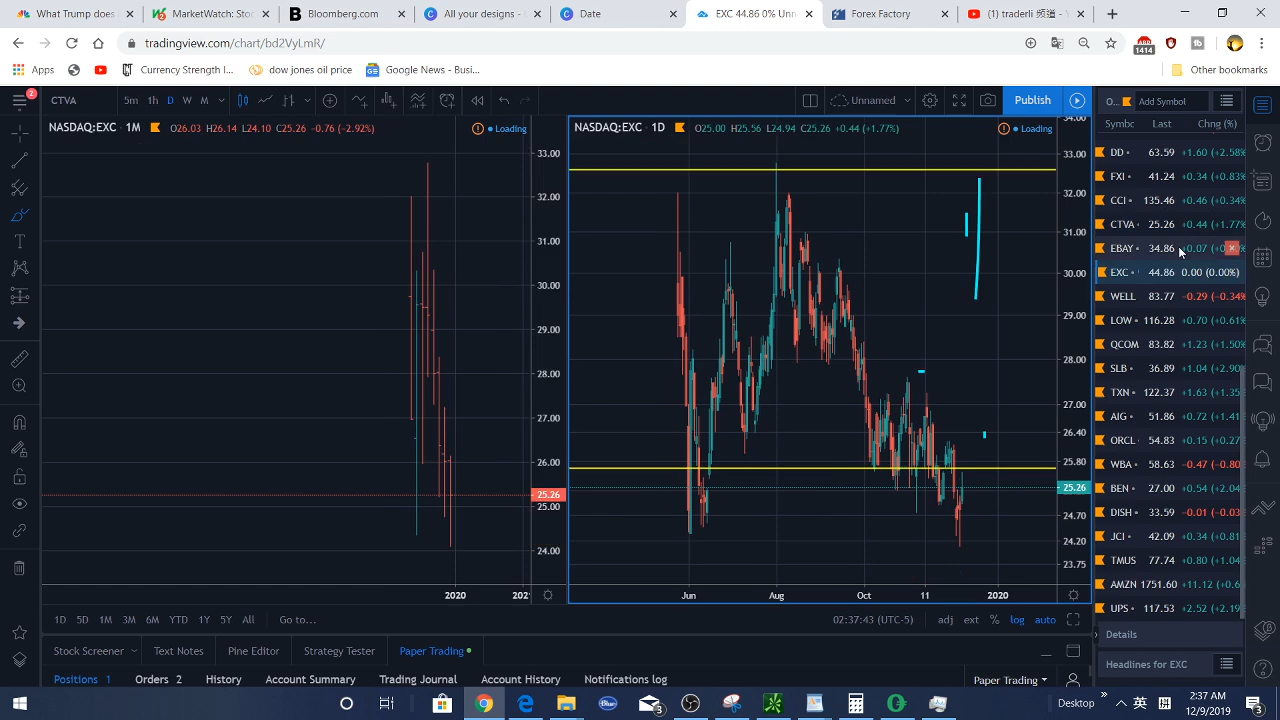 What Trump does
MarketWatch: Stoc
Bloomberg.com
All your designs - C
Date
EXC 44.86 0% Unn
Forex Factory
(1) traderli 频道 - Y
tradingview.com/chart/bd2VyLmR/
1414
Apps
Currency Strength I...
dow jones oil price
Google News - Bus...
Other bookmarks
2
CTVA
5m 1h D W M
Unnamed
Publish
O...
Add Symbol
NASDAQ:EXC 1M O26.03 H26.14 L24.10 C25.26 -0.76 (-2.92%)
Loading
NASDAQ:EXC 1D O25.00 H25.56 L24.94 C25.26 +0.44 (+1.77%)
Loading
Symbc Last Chng (%)
33.00
32.00
31.00
30.00
29.00
28.00
27.00
26.00
25.26
25.00
24.00
2020
34.00
33.00
32.00
31.00
30.00
29.00
28.00
27.00
26.40
25.80
25.26
24.70
24.20
23.75
Jun Aug Oct 11 2020
DD 63.59 +1.60 (+2.58%
FXI 41.24 +0.34 (+0.83%
CCI 135.46 +0.46 (+0.34%
CTVA 25.26 +0.44 (+1.77%
EBAY 34.86
EXC 44.86 0.00 (0.00%)
WELL 83.77 −0.29 (−0.34%
LOW 116.28 +0.70 (+0.61%
QCOM 83.82 +1.23 (+1.50%
SLB 36.89 +1.04 (+2.90
TXN 122.37 +1.63 (+1.35
AIG 51.86 +0.72 (+1.41
ORCL 54.83 +0.15 (+0.27
WBA 58.63 −0.47 (−0.80
BEN 27.00 +0.54 (+2.04
DISH 33.59 −0.01 (−0.03
JCI 42.09 +0.34 (+0.81
TMUS 77.74 +0.80 (+1.04
AMZN 1751.60 +11.12 (+0.6
UPS 117.53 +2.52 (+2.19
1D 5D 1M 3M 6M YTD 1Y 5Y All Go to...
02:37:43 (UTC-5) adj ext % log auto
Details
Stock Screener Text Notes Pine Editor Strategy Tester Paper Trading
Headlines for EXC
Positions 1 Orders 2 History Account Summary Trading Journal Account History Notifications log
Paper Trading
3
Desktop
英
拼
2:37 AM
12/9/2019
3